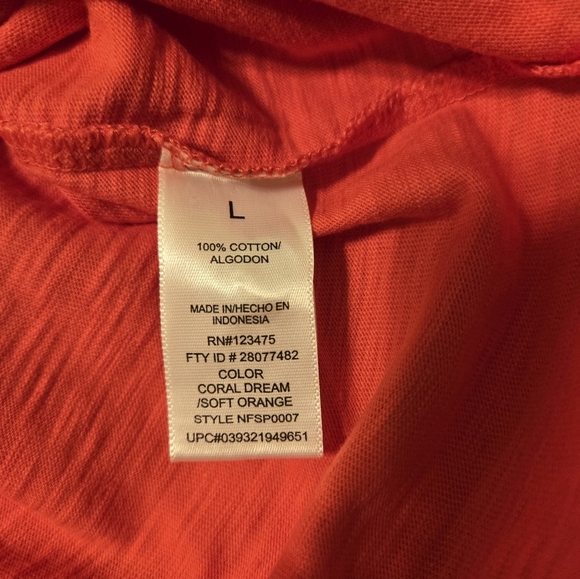 L
100% COTTON/
ALGODON
MADE IN/HECHO EN
INDONESIA
RN#123475
FTY ID # 28077482
COLOR
CORAL DREAM
/SOFT ORANGE
STYLE NFSP0007
UPC#039321949651